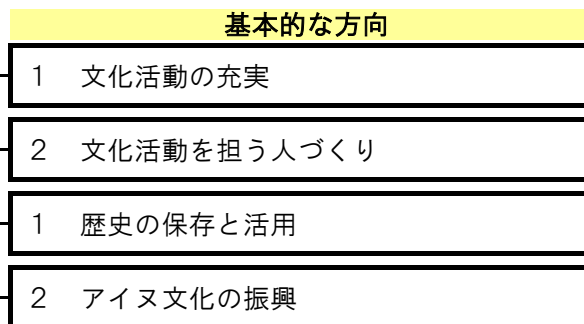 基本的な方向
1　文化活動の充実
2　文化活動を担う人づくり
1　歴史の保存と活用
2　アイヌ文化の振興